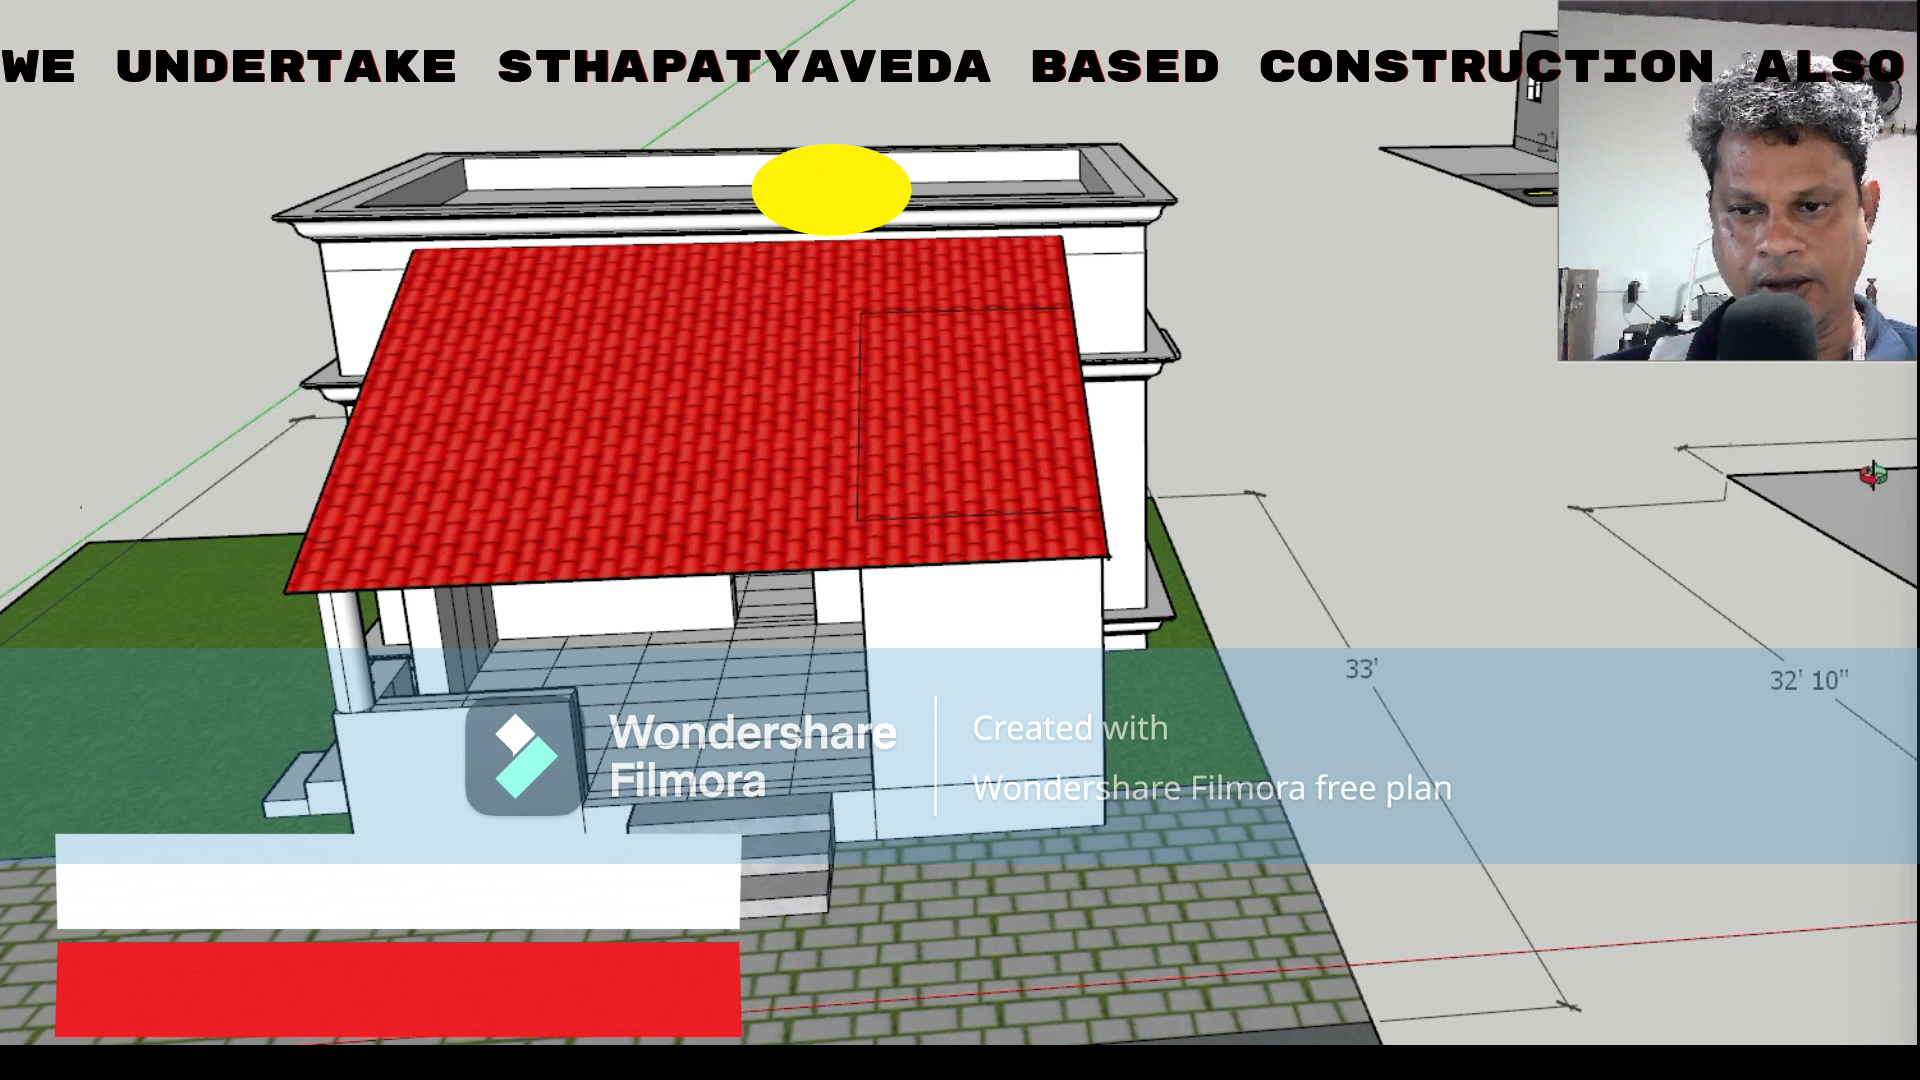 WE UNDERTAKE STHAPATYAVEDA BASED CONSTRUCTION ALSO
2'
33'
32' 10"
Wondershare
Filmora
Created with
Wondershare Filmora free plan